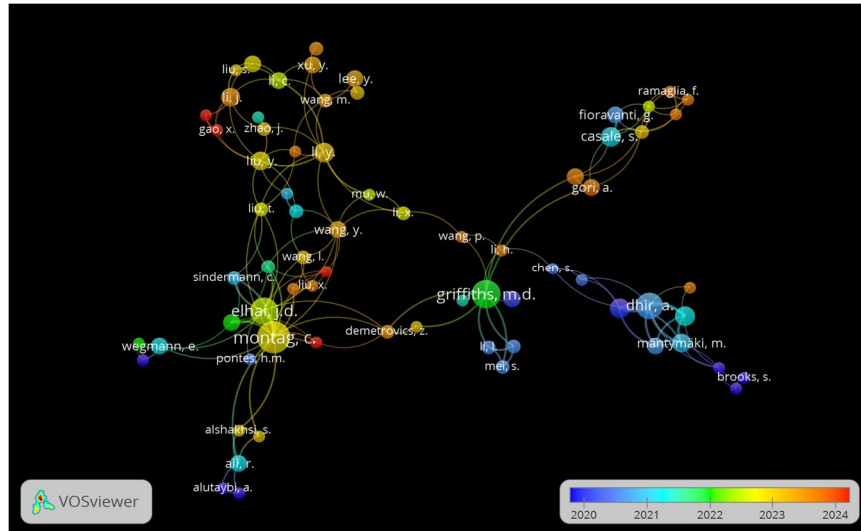 liu, s.
xu, y.
li, c.
lee, y.
li, j.
wang, m.
gao, x.
zhao, j.
liu, y.
li, y.
ramaglia, f.
fioravanti, g.
casale, s.
gori, a.
mu, w.
li, x.
liu, t.
wang, y.
wang, p.
li, h.
wang, l.
chen, s.
sindermann, c.
liu, x.
griffiths, m.d.
elhai, j.d.
dhir, a.
montag, c.
demetrovics, z.
wegmann, e.
pontes, h.m.
li, l.
mäntymäki, m.
mei, s.
brooks, s.
alshakhsi, s.
ali, r.
alutaybi, a.
VOSviewer
2020 2021 2022 2023 2024